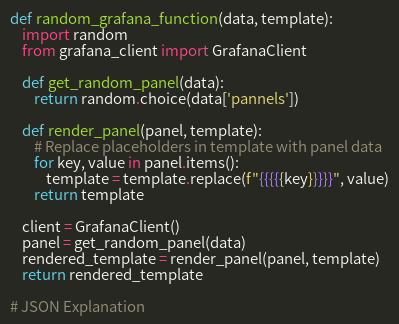 def random_grafana_function(data, template):
    import random
    from grafana_client import GrafanaClient

    def get_random_panel(data):
        return random.choice(data['pannels'])

    def render_panel(panel, template):
        # Replace placeholders in template with panel data
        for key, value in panel.items():
            template = template.replace(f"{{{{{key}}}}}", value)
        return template

    client = GrafanaClient()
    panel = get_random_panel(data)
    rendered_template = render_panel(panel, template)
    return rendered_template

# JSON Explanation